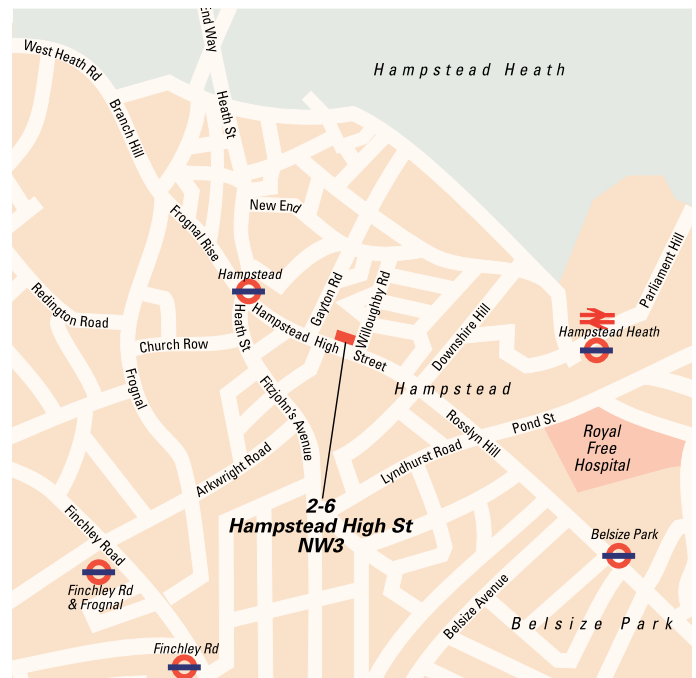 End Way
West Heath Rd
Hampstead Heath
Branch Hill
Heath St
New End
Frognal Rise
Parliament Hill
Hampstead
Gayton Rd
Willoughby Rd
Redington Road
Heath St
Hampstead High Street
Downshire Hill
Hampstead Heath
Church Row
Frognal
Fitzjohn's Avenue
Hampstead
Rosslyn Hill
Pond St
Royal
Free
Hospital
Arkwright Road
Lyndhurst Road
2-6
Hampstead High St
NW3
Finchley Road
Belsize Park
Finchley Rd
& Frognal
Belsize Avenue
Belsize Park
Finchley Rd